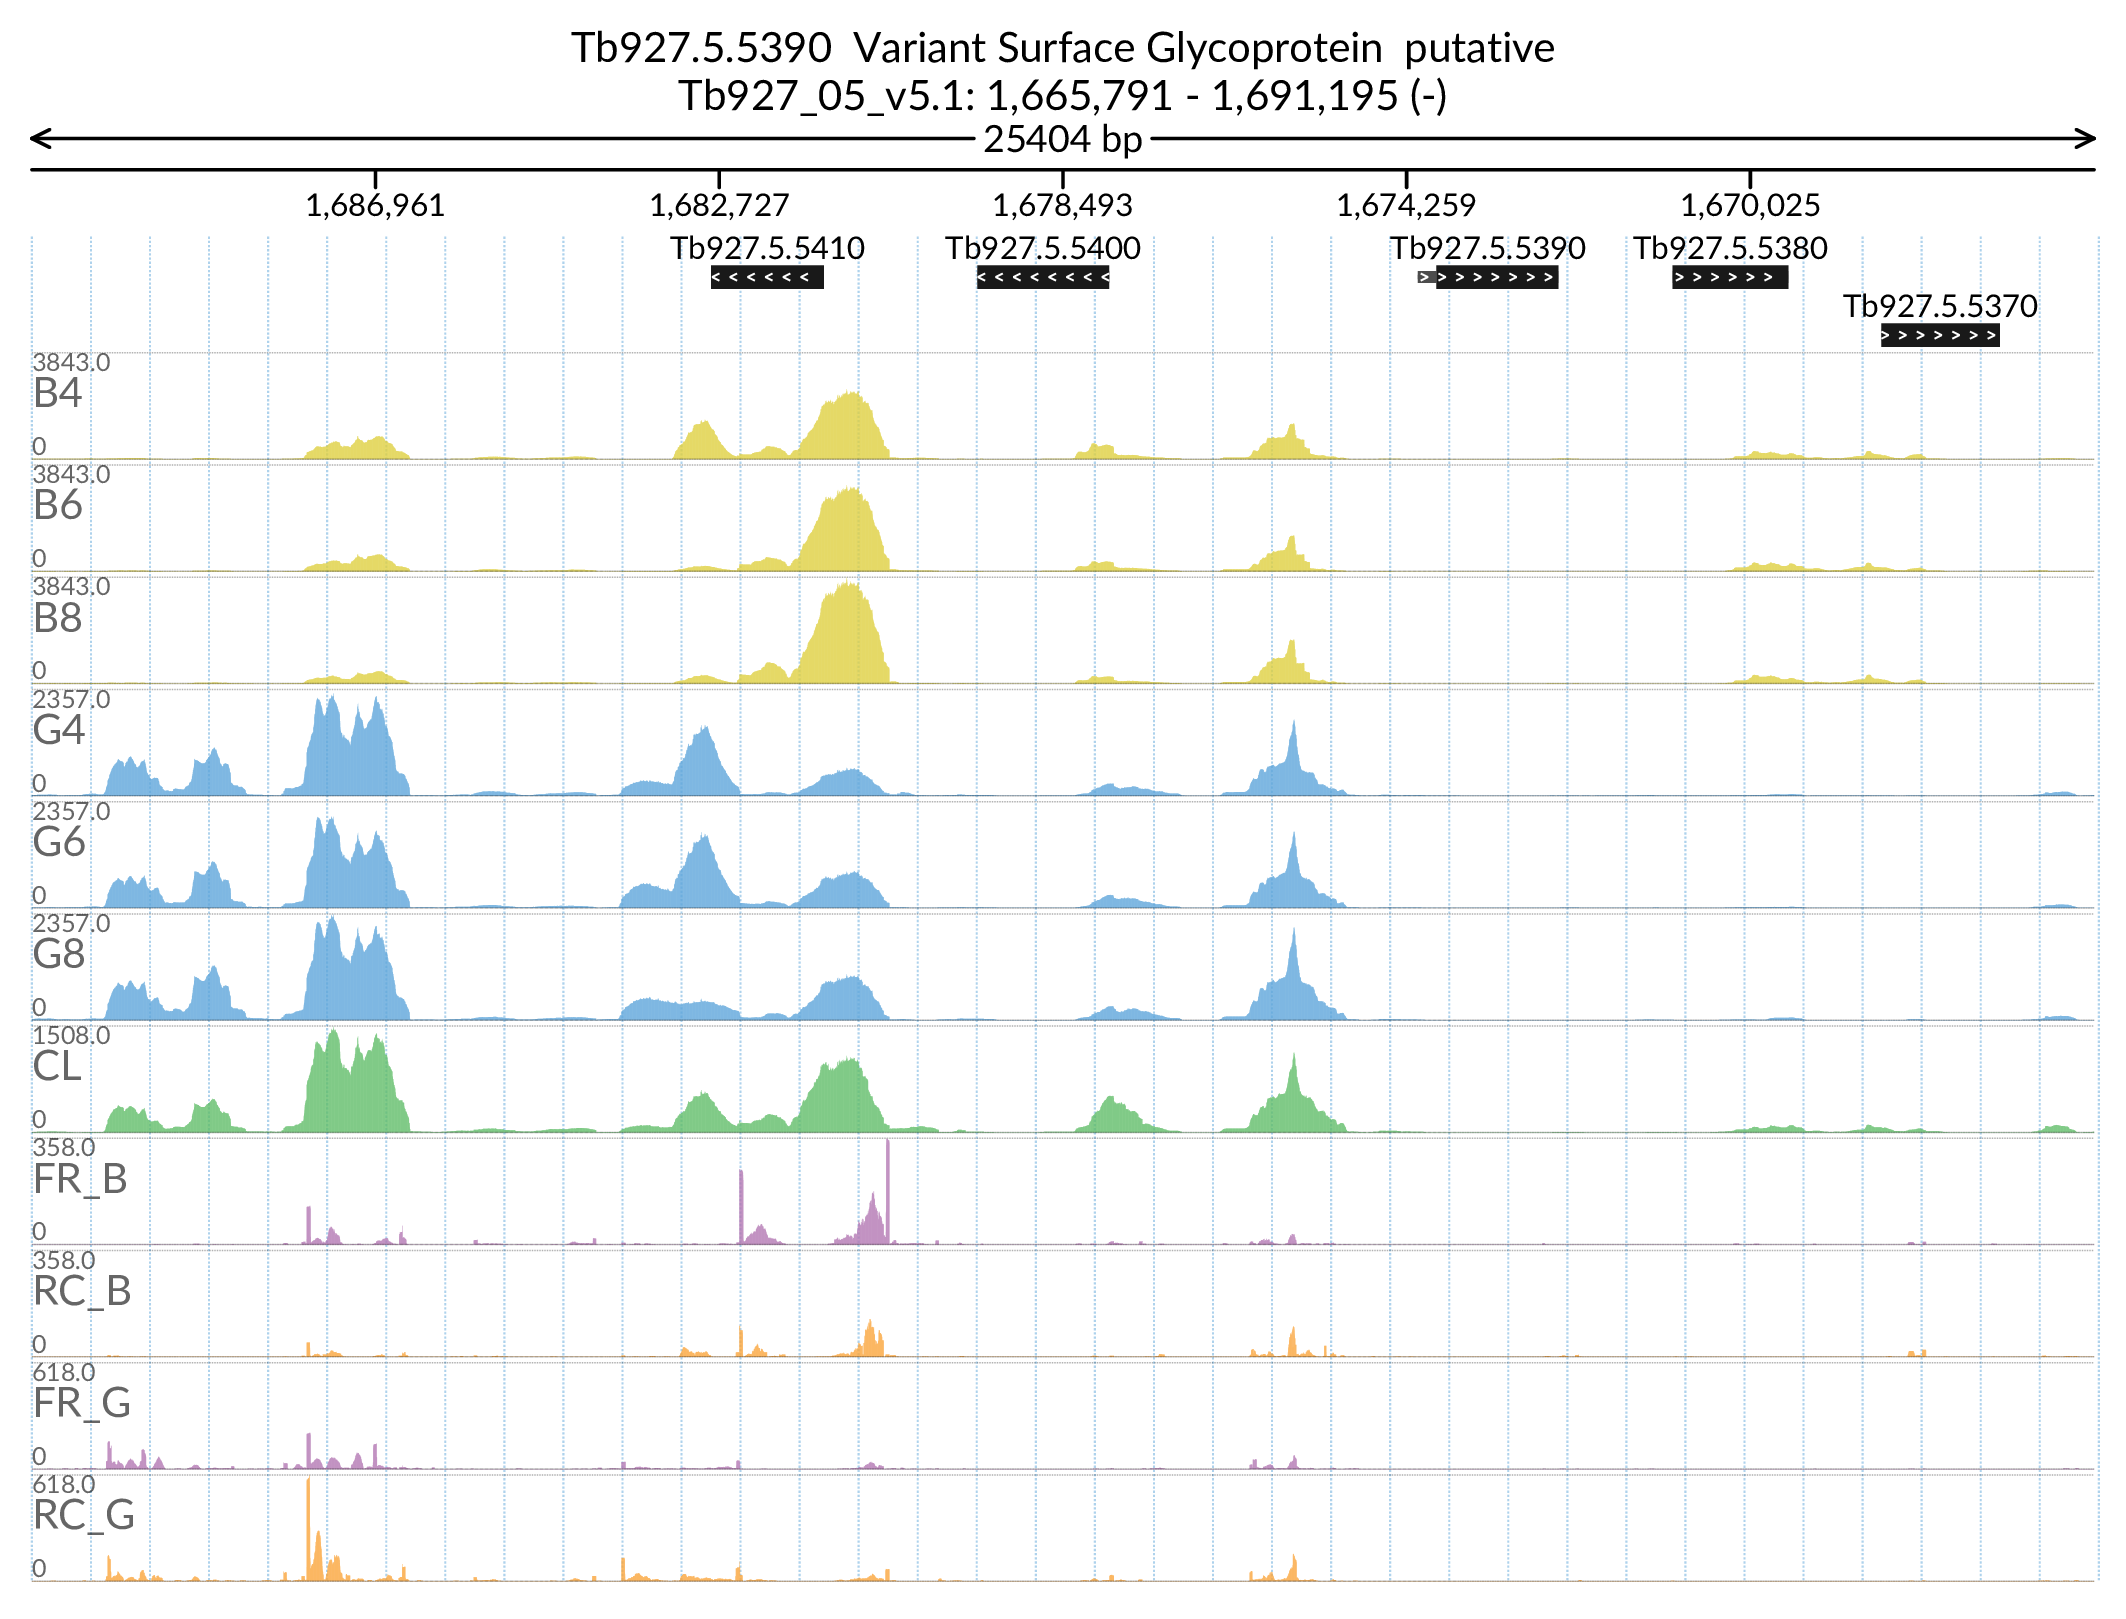 Tb927.5.5390 Variant Surface Glycoprotein putative
Tb927_05_v5.1: 1,665,791 - 1,691,195 (-)
25404 bp
1,686,961 1,682,727 1,678,493 1,674,259 1,670,025
Tb927.5.5410 Tb927.5.5400 Tb927.5.5390 Tb927.5.5380
Tb927.5.5370
3843.0
B4
0
3843.0
B6
0
3843.0
B8
0
2357.0
G4
0
2357.0
G6
0
2357.0
G8
0
1508.0
CL
0
358.0
FR_B
0
358.0
RC_B
0
618.0
FR_G
0
618.0
RC_G
0